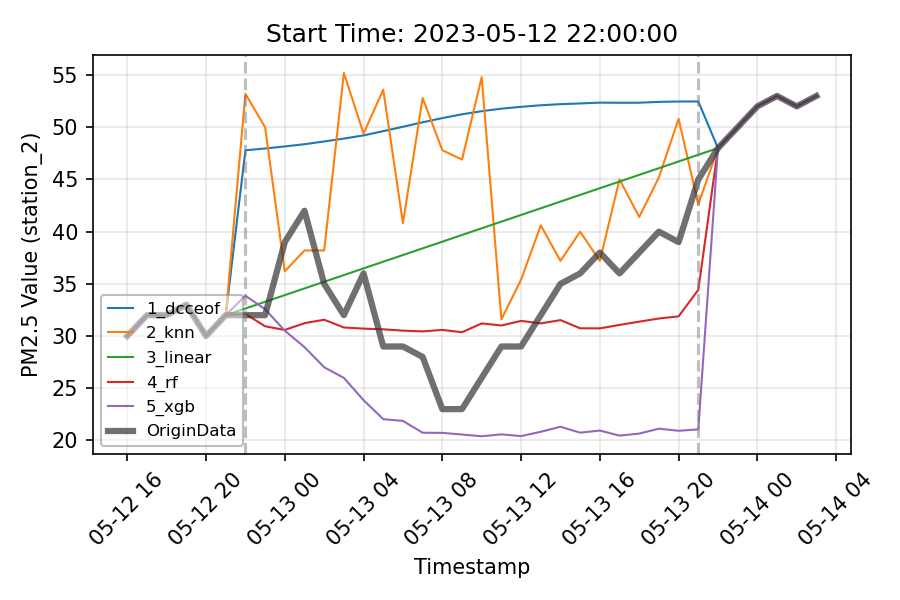 Start Time: 2023-05-12 22:00:00
PM2.5 Value (station_2)
55
50
45
40
35
30
25
20
1_dceof
2_knn
3_linear
4_rf
5_xgb
OriginData
05-12 16
05-12 20
05-13 00
05-13 04
05-13 08
05-13 12
05-13 16
05-13 20
05-14 00
05-14 04
Timestamp